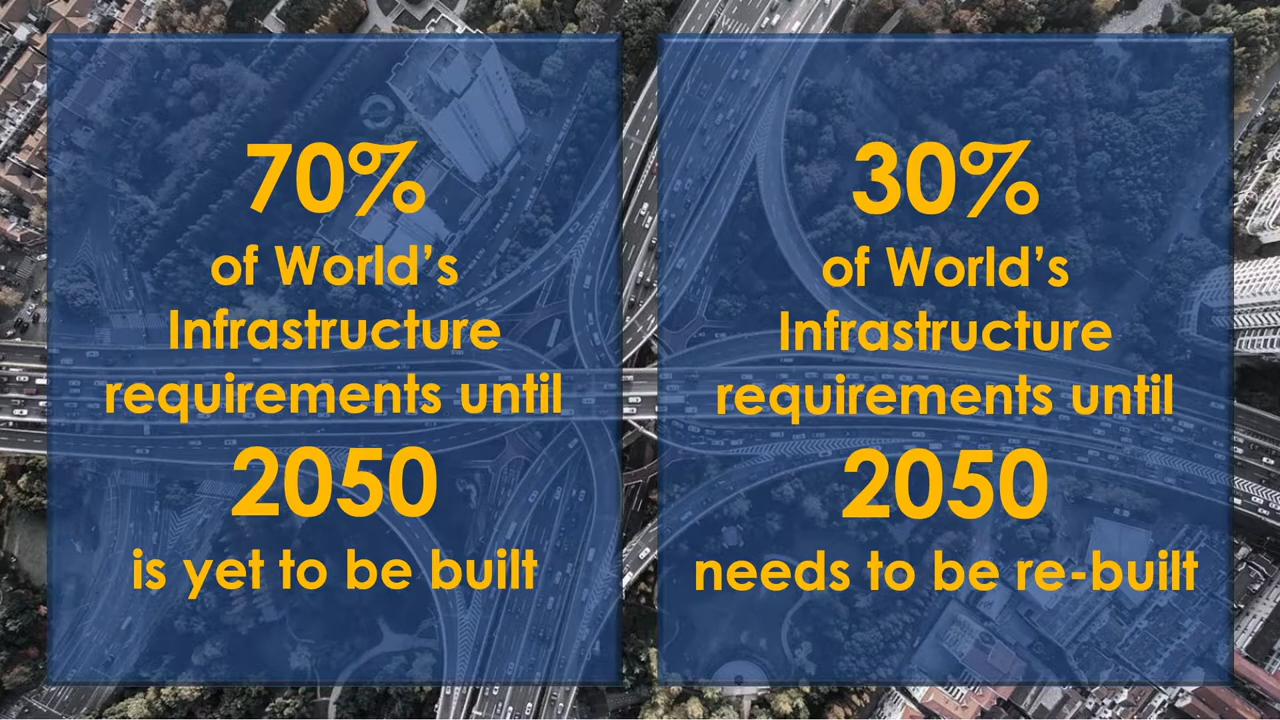 70%
of World’s
Infrastructure
requirements until
2050
is yet to be built
30%
of World’s
Infrastructure
requirements until
2050
needs to be re-built